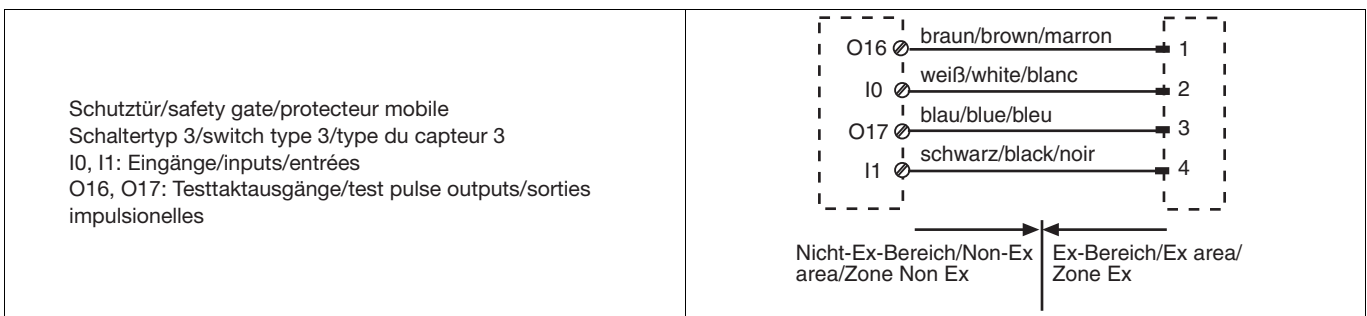 Schutztür/safety gate/protecteur mobile
Schaltertyp 3/switch type 3/type du capteur 3
I0, I1: Eingänge/inputs/entrées
O16, O17: Testtaktausgänge/test pulse outputs/sorties
impulsionelles
O16 braun/brown/marron 1
I0 weiß/white/blanc 2
O17 blau/blue/bleu 3
I1 schwarz/black/noir 4
Nicht-Ex-Bereich/Non-Ex
area/Zone Non Ex
Ex-Bereich/Ex area/
Zone Ex